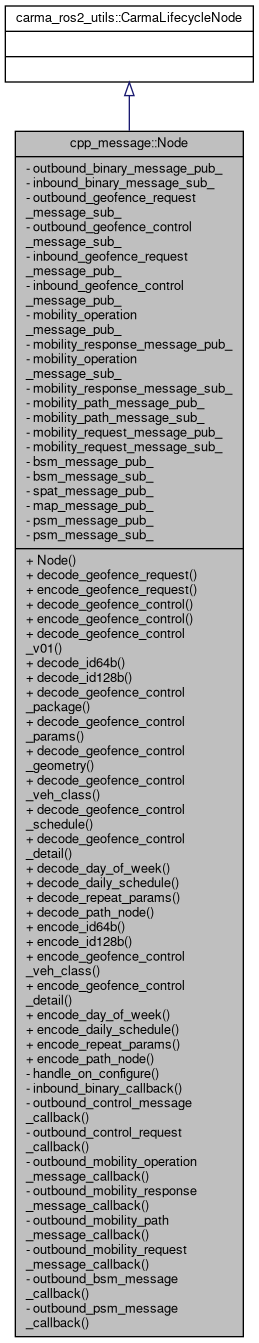 carma_ros2_utils::CarmaLifecycleNode
cpp_message::Node
- outbound_binary_message_pub_
- inbound_binary_message_sub_
- outbound_geofence_request
_message_sub_
- outbound_geofence_control
_message_sub_
- inbound_geofence_request
_message_pub_
- inbound_geofence_control
_message_pub_
- mobility_operation
_message_pub_
- mobility_response_message_pub_
- mobility_operation
_message_sub_
- mobility_response_message_sub_
- mobility_path_message_pub_
- mobility_path_message_sub_
- mobility_request_message_pub_
- mobility_request_message_sub_
- bsm_message_pub_
- bsm_message_sub_
- spat_message_pub_
- map_message_pub_
- psm_message_pub_
- psm_message_sub_
+ Node()
+ decode_geofence_request()
+ encode_geofence_request()
+ decode_geofence_control()
+ encode_geofence_control()
+ decode_geofence_control
_v01()
+ decode_id64b()
+ decode_id128b()
+ decode_geofence_control
_package()
+ decode_geofence_control
_params()
+ decode_geofence_control
_geometry()
+ decode_geofence_control
_veh_class()
+ decode_geofence_control
_schedule()
+ decode_geofence_control
_detail()
+ decode_day_of_week()
+ decode_daily_schedule()
+ decode_repeat_params()
+ decode_path_node()
+ encode_id64b()
+ encode_id128b()
+ encode_geofence_control
_veh_class()
+ encode_geofence_control
_detail()
+ encode_day_of_week()
+ encode_daily_schedule()
+ encode_repeat_params()
+ encode_path_node()
- handle_on_configure()
- inbound_binary_callback()
- outbound_control_message
_callback()
- outbound_control_request
_callback()
- outbound_mobility_operation
_message_callback()
- outbound_mobility_response
_message_callback()
- outbound_mobility_path
_message_callback()
- outbound_mobility_request
_message_callback()
- outbound_bsm_message
_callback()
- outbound_psm_message
_callback()